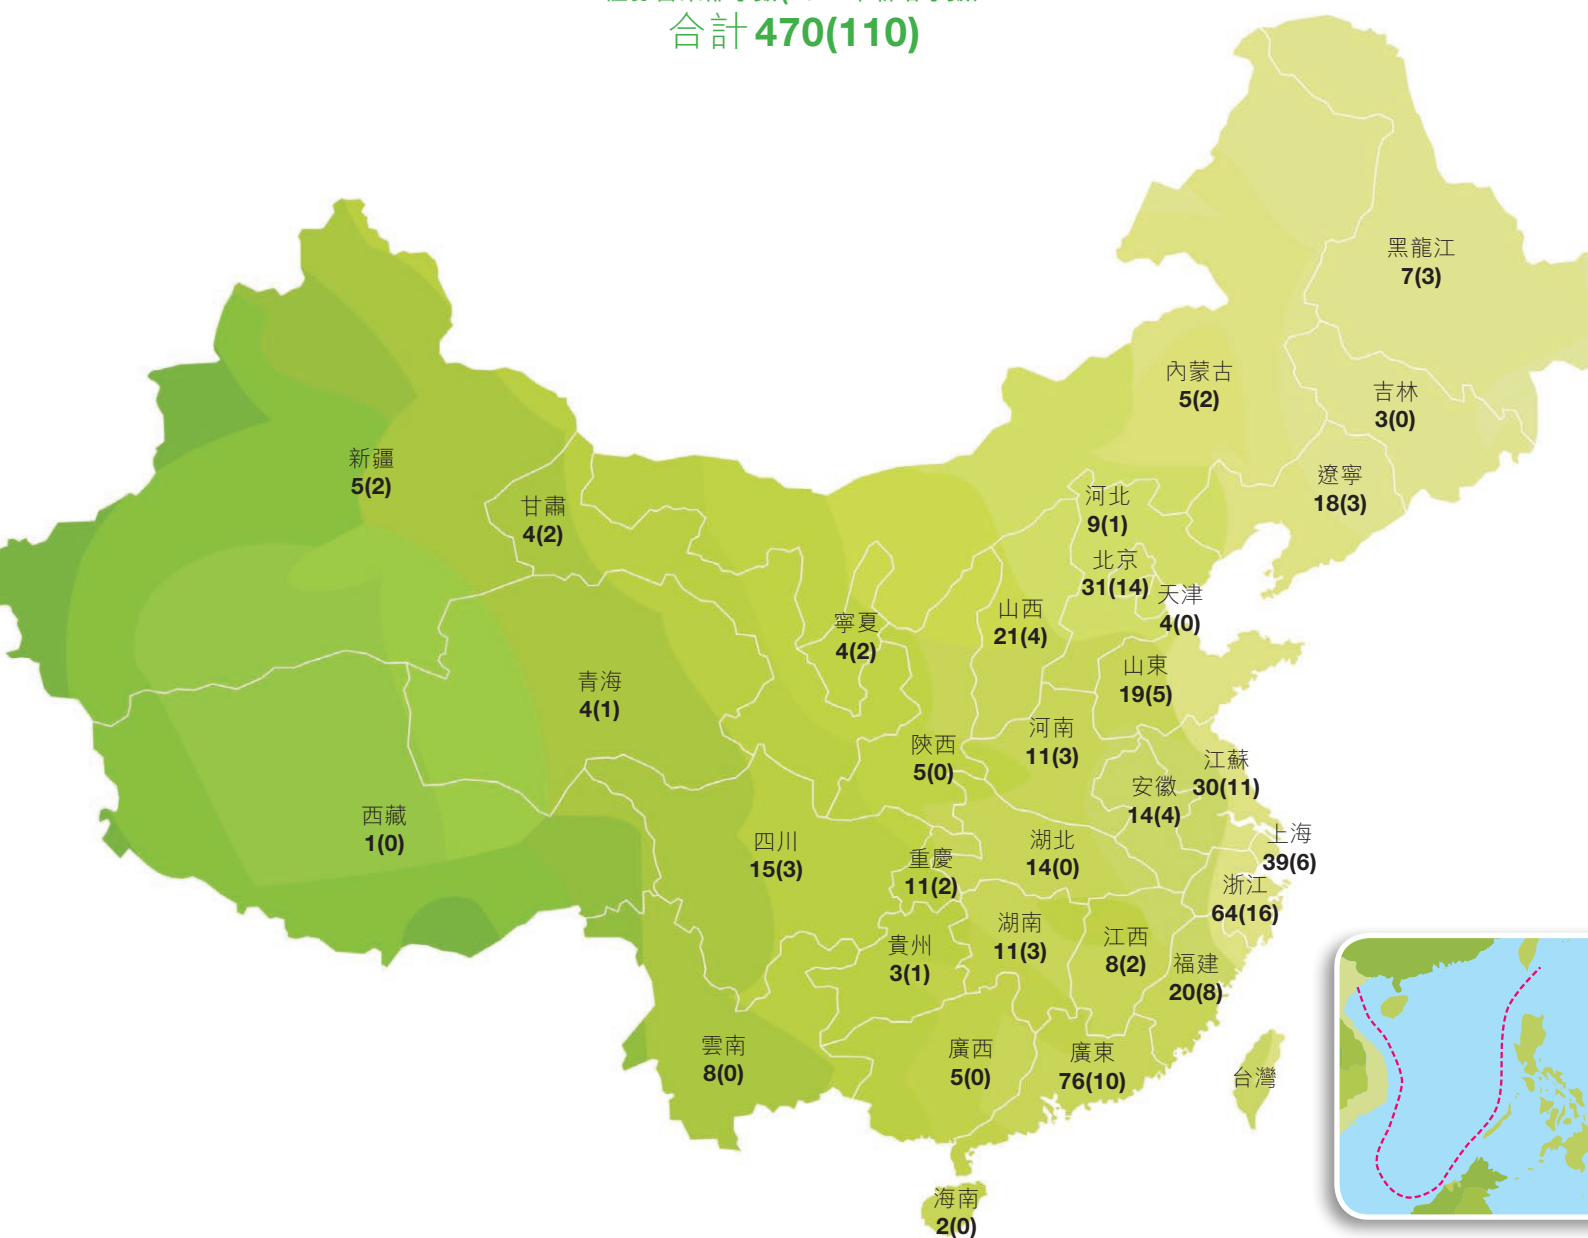 合計 470(110)
黑龍江
7(3)
內蒙古
5(2)
吉林
3(0)
新疆
5(2)
遼寧
18(3)
甘肅
4(2)
河北
9(1)
北京
31(14)
天津
4(0)
山西
21(4)
寧夏
4(2)
山東
19(5)
青海
4(1)
河南
11(3)
陝西
5(0)
江蘇
30(11)
安徽
14(4)
西藏
1(0)
上海
39(6)
四川
15(3)
湖北
14(0)
重慶
11(2)
浙江
64(16)
湖南
11(3)
江西
8(2)
貴州
3(1)
福建
20(8)
雲南
8(0)
廣西
5(0)
廣東
76(10)
台灣
海南
2(0)